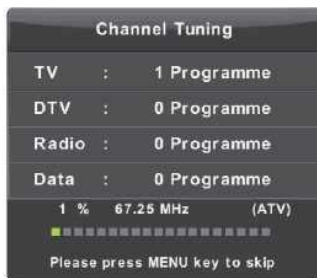 Channel Tuning
TV : 1 Programme
DTV : 0 Programme
Radio : 0 Programme
Data : 0 Programme
1 % 67.25 MHz (ATV)
Please press MENU key to skip